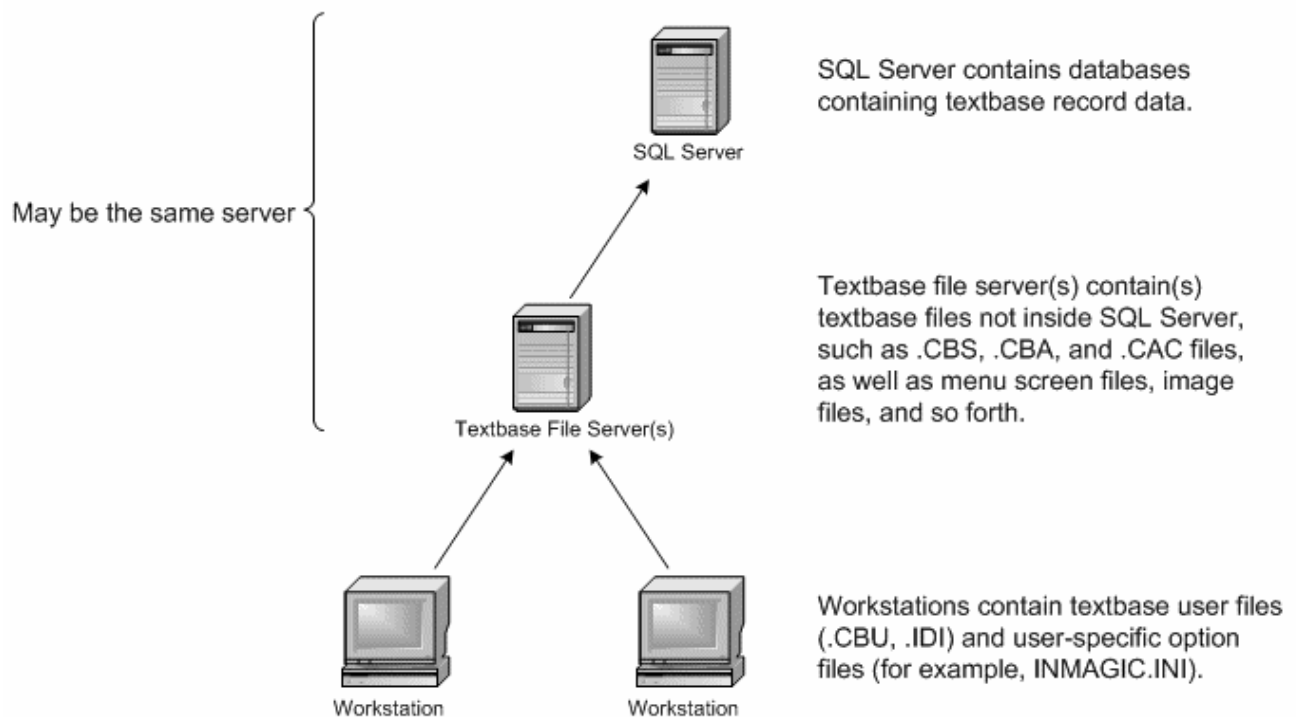 SQL Server contains databases
containing textbase record data.
SQL Server
May be the same server
Textbase file server(s) contain(s)
textbase files not inside SQL Server,
such as .CBS, .CBA, and .CAC files,
as well as menu screen files, image
files, and so forth.
Textbase File Server(s)
Workstations contain textbase user files
(.CBU, .IDI) and user-specific option
files (for example, INMAGIC.INI).
Workstation
Workstation